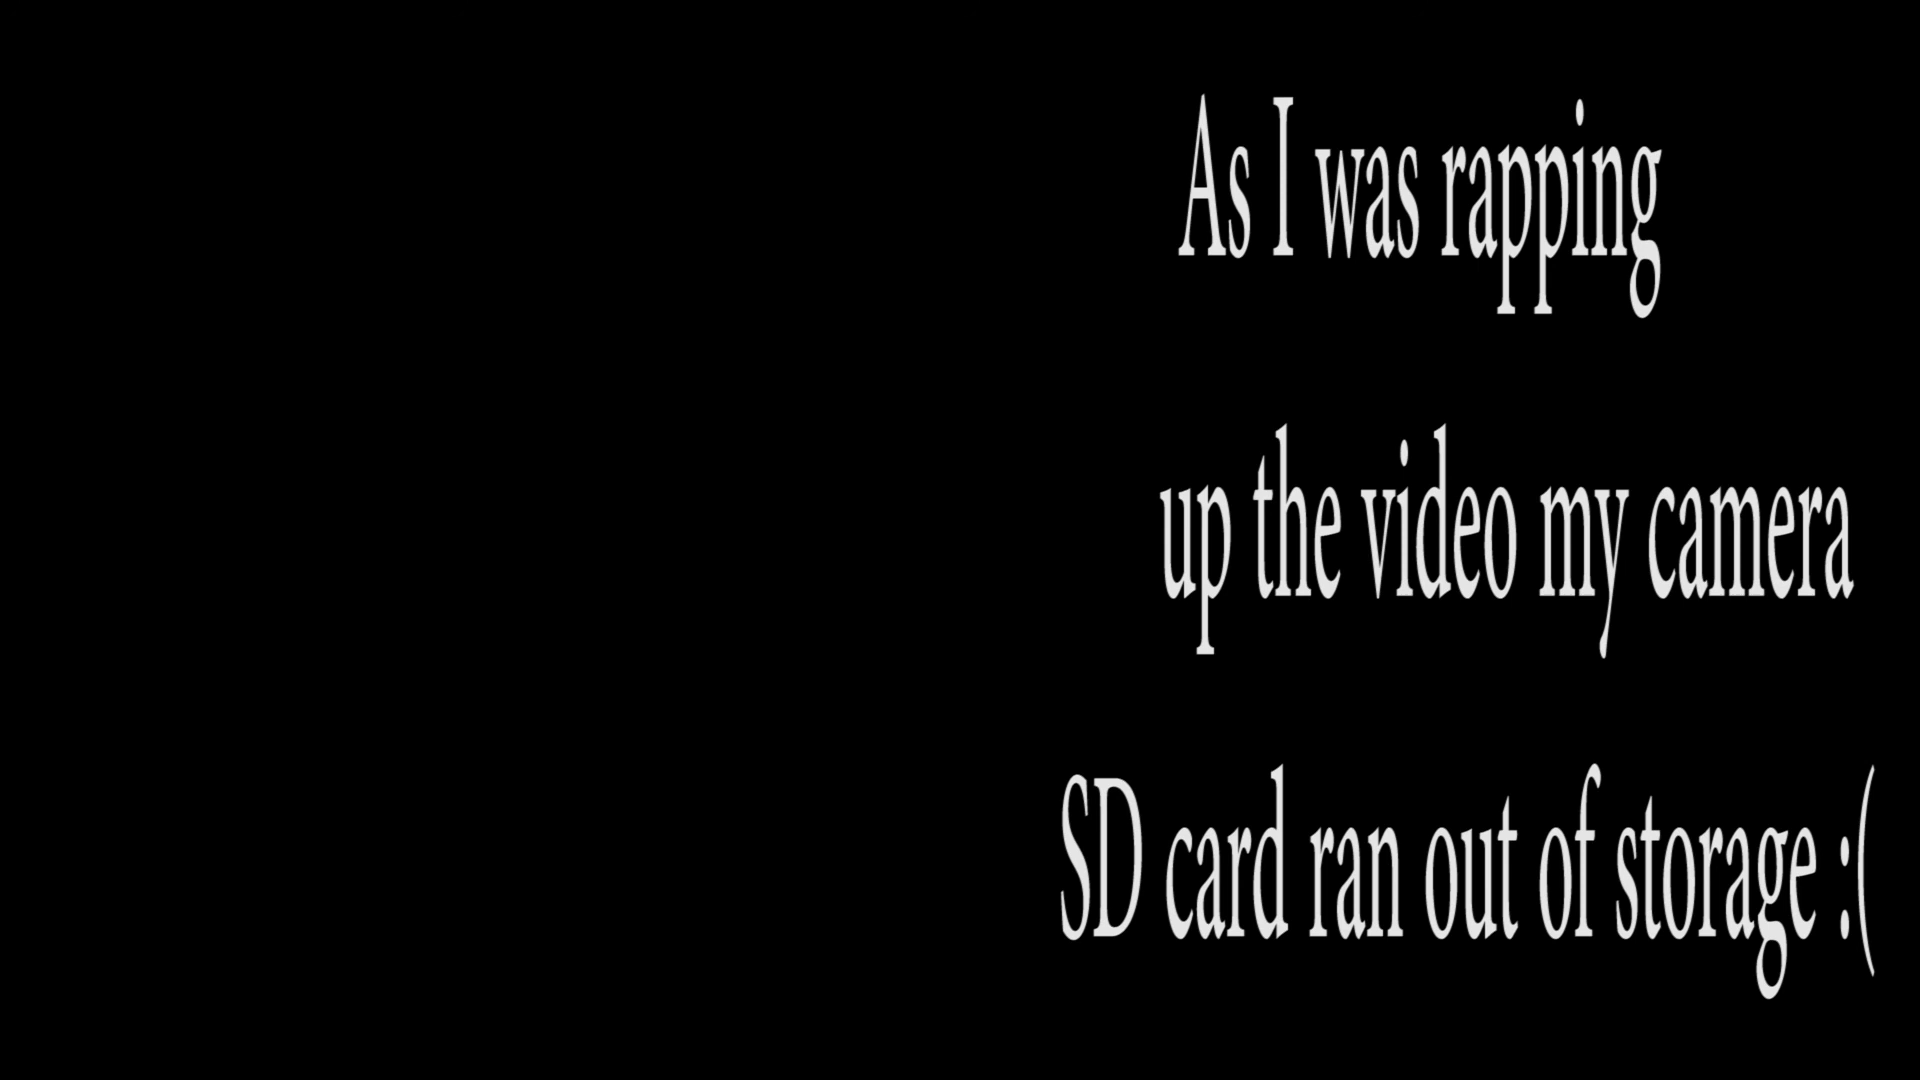 As I was rapping
up the video my camera
SD card ran out of storage :(